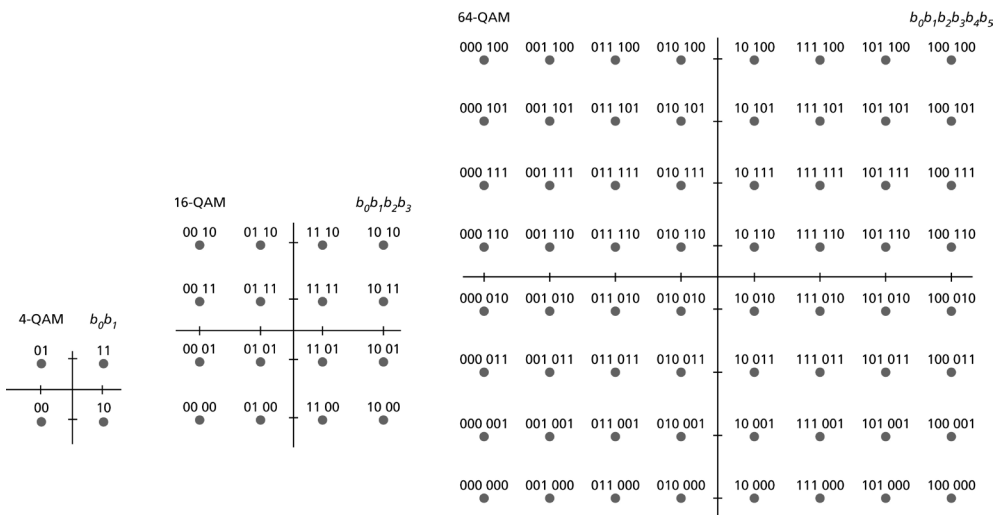 64-QAM b0b1b2b3b4b5
000 100 001 100 011 100 010 100 10 100 111 100 101 100 100 100
000 101 001 101 011 101 010 101 10 101 111 101 101 101 100 101
000 111 001 111 011 111 010 111 10 111 111 111 101 111 100 111
000 110 001 110 011 110 010 110 10 110 111 110 101 110 100 110
000 010 001 010 011 010 010 010 10 010 111 010 101 010 100 010
000 011 001 011 011 011 010 011 10 011 111 011 101 011 100 011
000 001 001 001 011 001 010 001 10 001 111 001 101 001 100 001
000 000 001 000 011 000 010 000 10 000 111 000 101 000 100 000
16-QAM b0b1b2b3
00 10 01 10 11 10 10 10
00 11 01 11 11 11 10 11
00 01 01 01 11 01 10 01
00 00 01 00 11 00 10 00
4-QAM b0b1
01 11
00 10